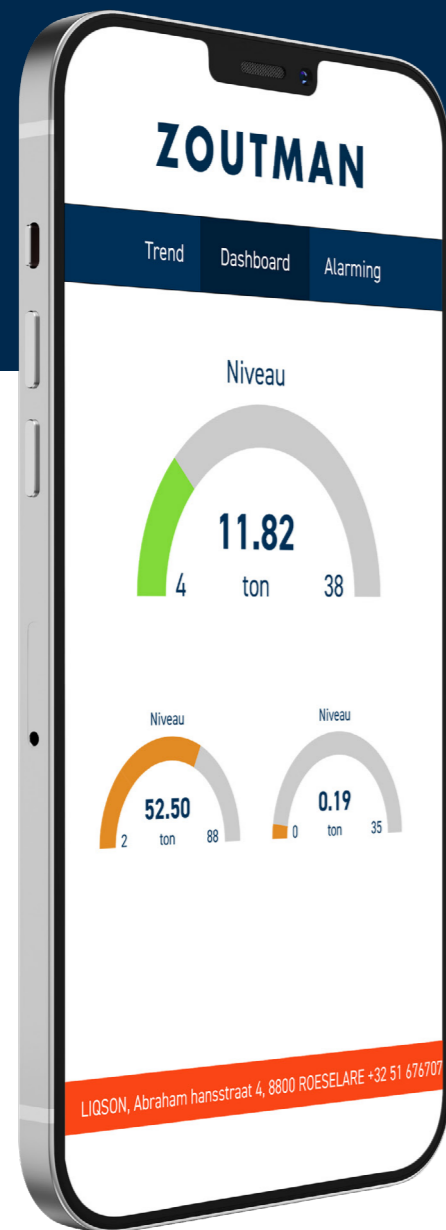 ZOUTMAN
Trend Dashboard Alarming
Niveau
11.82
4 ton 38
Niveau Niveau
52.50 0.19
2 ton 88 0 ton 35
LIQSON, Abraham hansstraat 4, 8800 ROESELARE +32 51 676707